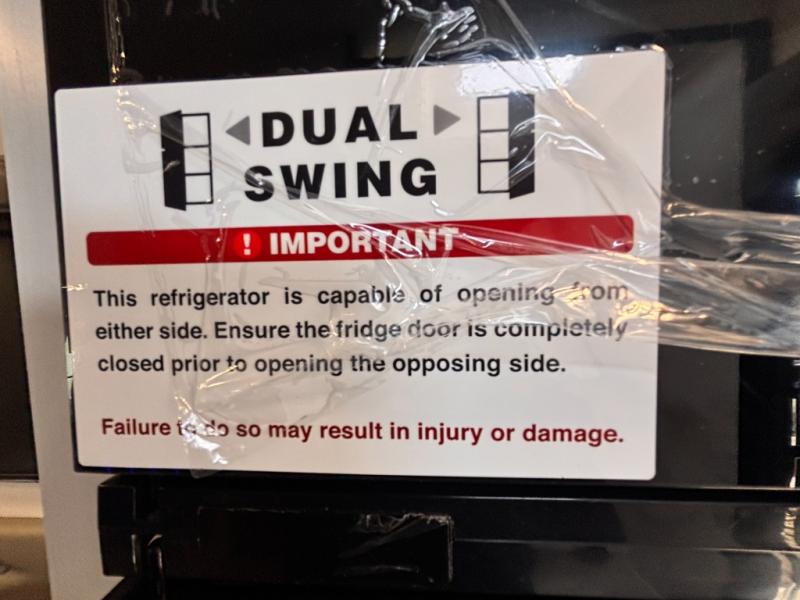 DUAL
SWING
! IMPORTANT
This refrigerator is capable of opening from
either side. Ensure the fridge door is completely
closed prior to opening the opposing side.
Failure to do so may result in injury or damage.